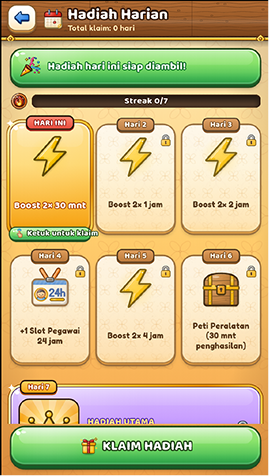 Hadiah Harian
Total klaim: 0 hari
Hadiah hari ini siap diambil!
Streak 0/7
HARI INI
Boost 2x 30 mnt
Ketuk untuk klaim
Hari 2
Boost 2x 1 jam
Hari 3
Boost 2x 2 jam
Hari 4
24h
+1 Slot Pegawai
24 jam
Hari 5
Boost 2x 4 jam
Hari 6
Peti Peralatan
(30 mnt
penghasilan)
Hari 7
HADIAH UTAMA
KLAIM HADIAH